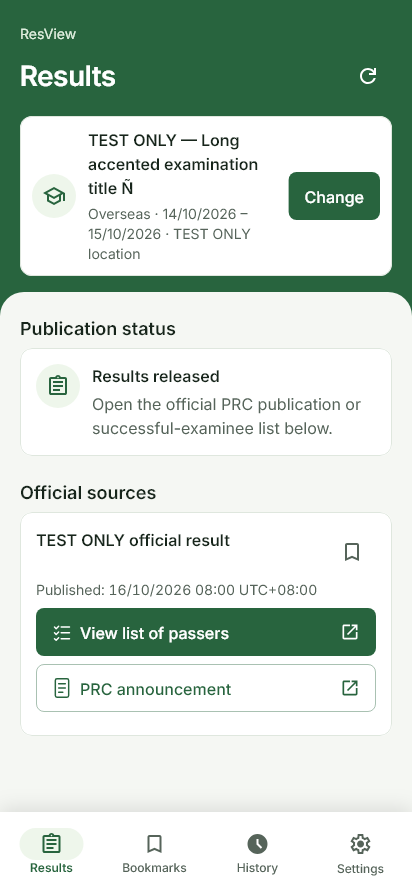 ResView
Results
TEST ONLY — Long
accented examination
title Ñ
Overseas · 14/10/2026 –
15/10/2026 · TEST ONLY
location
Change
Publication status
Results released
Open the official PRC publication or
successful-examinee list below.
Official sources
TEST ONLY official result
Published: 16/10/2026 08:00 UTC+08:00
View list of passers
PRC announcement
Results
Bookmarks
History
Settings